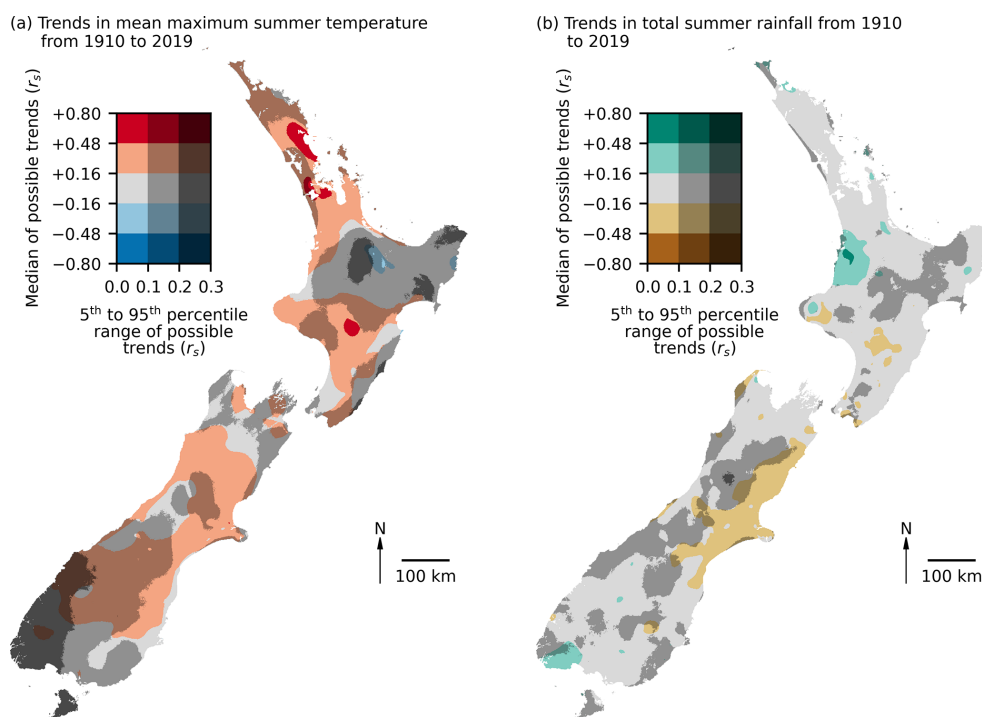 (a) Trends in mean maximum summer temperature
from 1910 to 2019
Median of possible trends (rₛ)
+0.80
+0.48
+0.16
−0.16
−0.48
−0.80
0.0 0.1 0.2 0.3
5ᵗʰ to 95ᵗʰ percentile
range of possible
trends (rₛ)
N
100 km
(b) Trends in total summer rainfall from 1910
to 2019
Median of possible trends (rₛ)
+0.80
+0.48
+0.16
−0.16
−0.48
−0.80
0.0 0.1 0.2 0.3
5ᵗʰ to 95ᵗʰ percentile
range of possible
trends (rₛ)
N
100 km